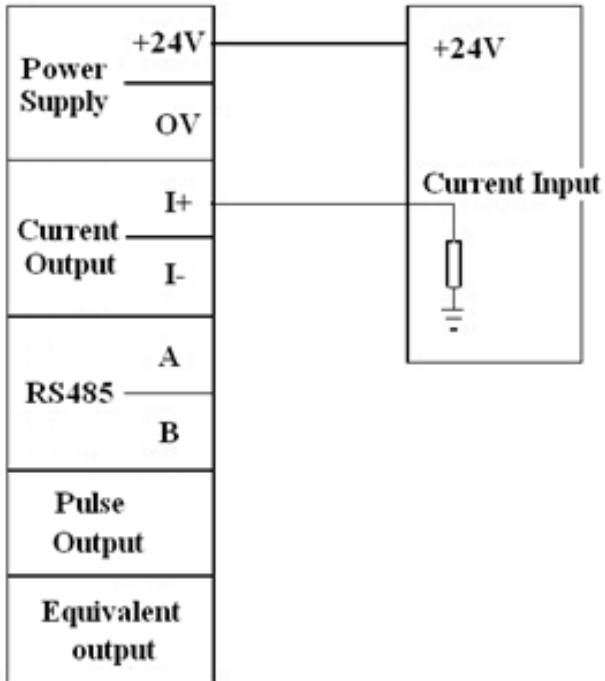 +24V
Power
Supply
OV
I+
Current
Output
I-
A
RS485
B
Pulse
Output
Equivalent
output
+24V
Current Input